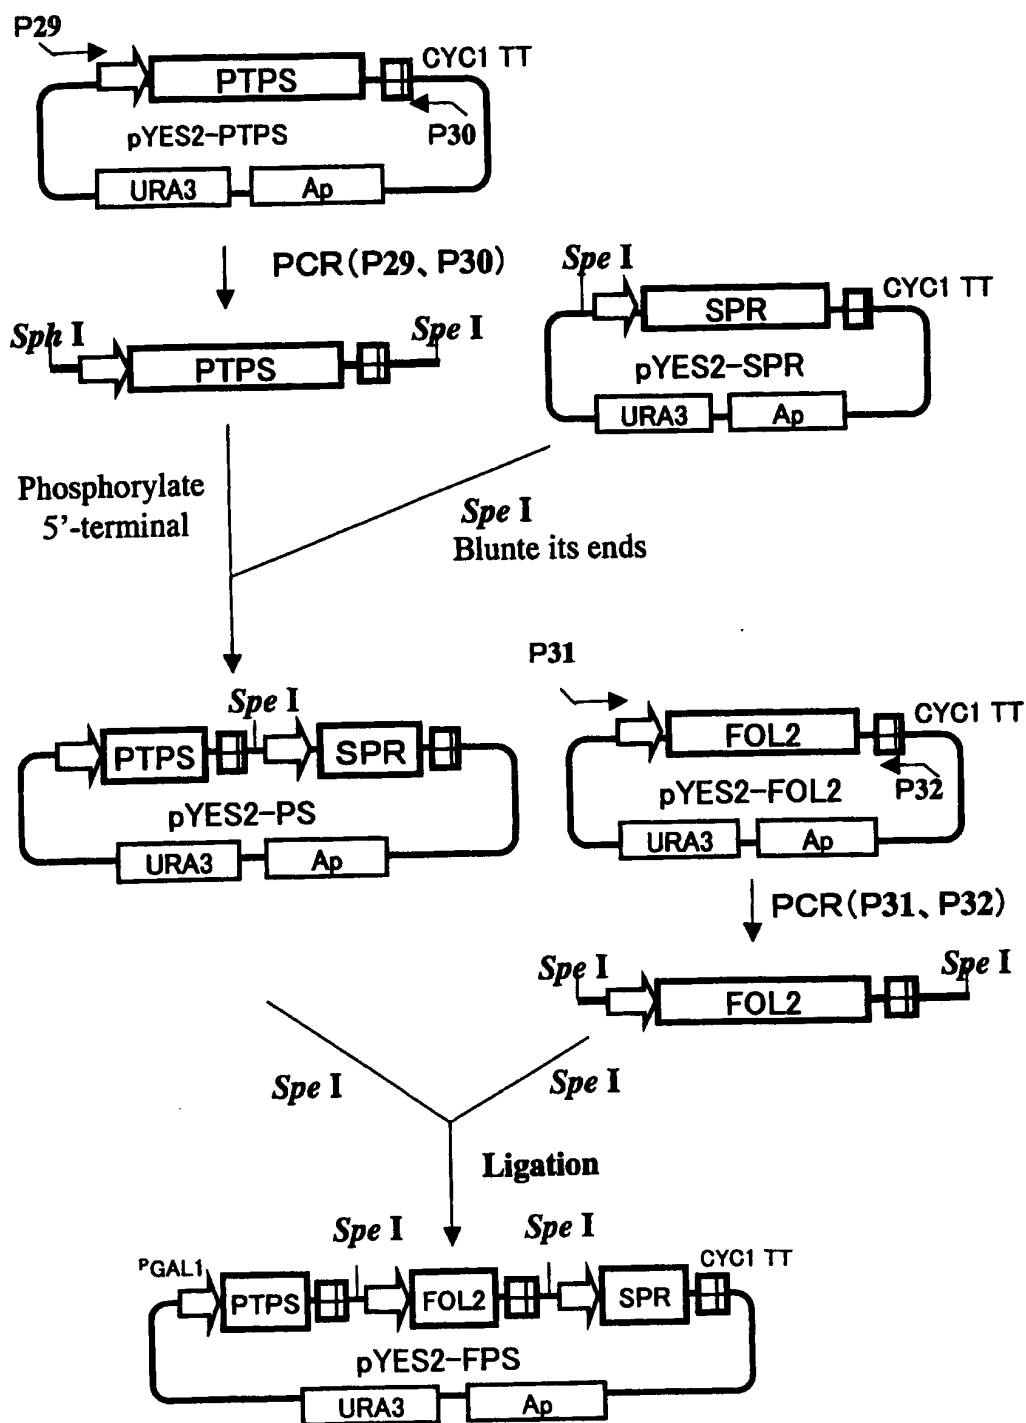 P29
CYC1 TT
PTPS
P30
pYES2-PTPS
URA3
Ap
PCR(P29、P30)
Spe I
CYC1 TT
SPR
Sph I
Spe I
PTPS
pYES2-SPR
URA3
Ap
Phosphorylate
5'-terminal
Spe I
Blunte its ends
P31
Spe I
CYC1 TT
PTPS
SPR
FOL2
pYES2-PS
pYES2-FOL2
P32
URA3
Ap
URA3
Ap
PCR(P31、P32)
Spe I
Spe I
FOL2
Spe I
Spe I
Ligation
Spe I
Spe I
PGAL1
CYC1 TT
PTPS
FOL2
SPR
pYES2-FPS
URA3
Ap